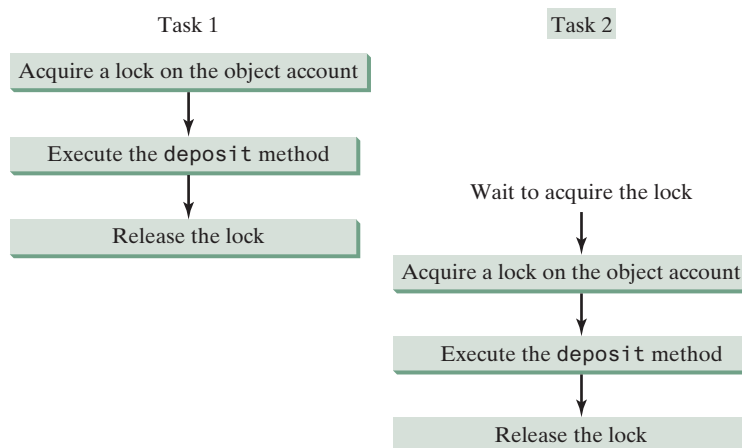 Task 1
Acquire a lock on the object account
Execute the deposit method
Release the lock
Task 2
Wait to acquire the lock
Acquire a lock on the object account
Execute the deposit method
Release the lock